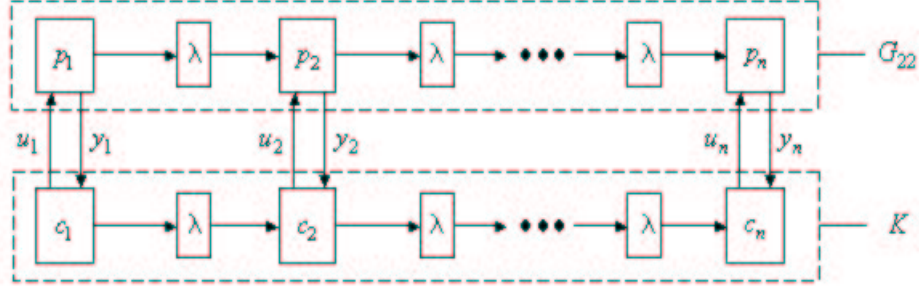 p1 λ p2 λ ••• λ pn G22
u1 y1 u2 y2 un yn
c1 λ c2 λ ••• λ cn K